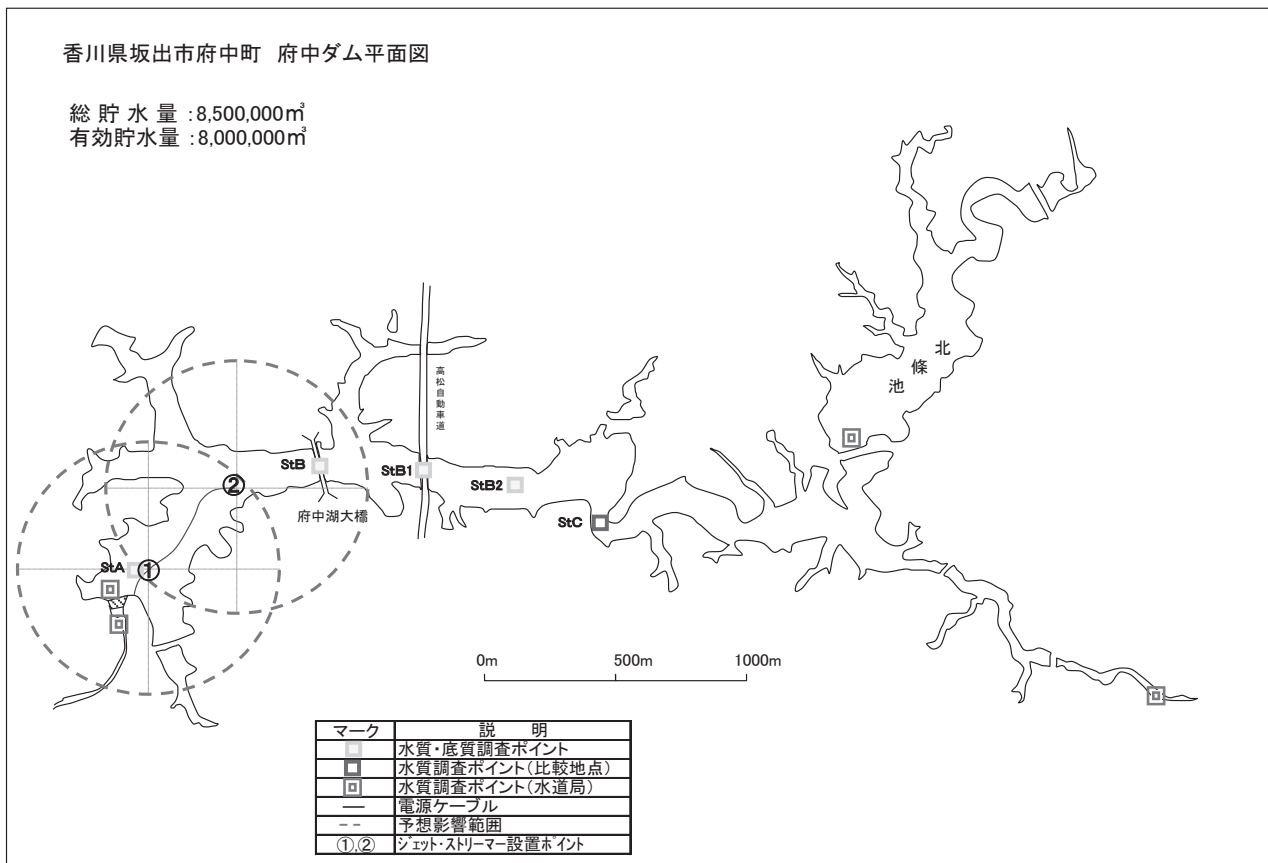 香川県坂出市府中町 府中ダム平面図
総貯水量:8,500,000㎥
有効貯水量:8,000,000㎥
北條池
高松自動車道
StB
StB1
StB2
②
府中湖大橋
StC
StA
①
0m 500m 1000m
マーク 説 明
水質・底質調査ポイント
水質調査ポイント(比較地点)
水質調査ポイント(水道局)
電源ケーブル
予想影響範囲
①,② ジェット・ストリーマー設置ポイント